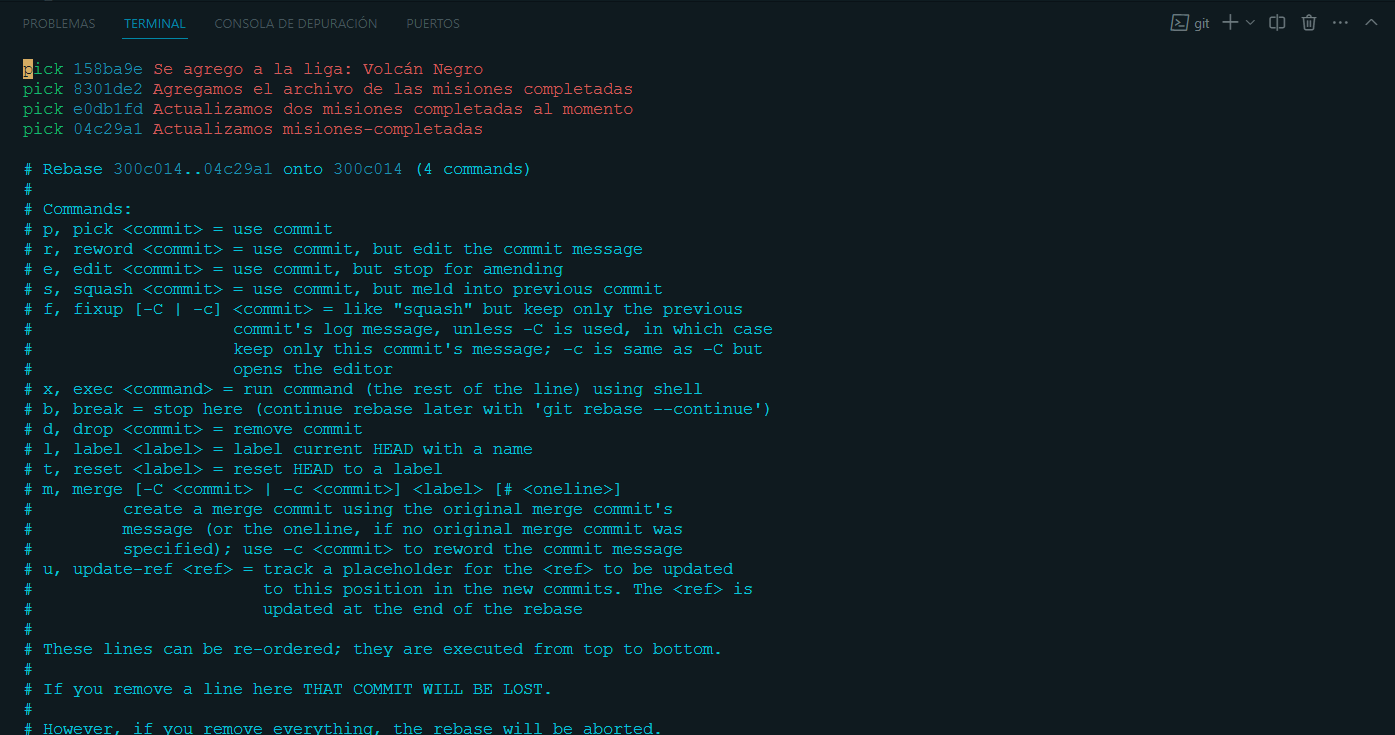 PROBLEMAS TERMINAL CONSOLA DE DEPURACIÓN PUERTOS git
pick 158ba9e Se agrego a la liga: Volcán Negro
pick 8301de2 Agregamos el archivo de las misiones completadas
pick e0db1fd Actualizamos dos misiones completadas al momento
pick 04c29a1 Actualizamos misiones-completadas
# Rebase 300c014..04c29a1 onto 300c014 (4 commands)
#
# Commands:
# p, pick <commit> = use commit
# r, reword <commit> = use commit, but edit the commit message
# e, edit <commit> = use commit, but stop for amending
# s, squash <commit> = use commit, but meld into previous commit
# f, fixup [-C | -c] <commit> = like "squash" but keep only the previous
#                    commit's log message, unless -C is used, in which case
#                    keep only this commit's message; -c is same as -C but
#                    opens the editor
# x, exec <command> = run command (the rest of the line) using shell
# b, break = stop here (continue rebase later with 'git rebase --continue')
# d, drop <commit> = remove commit
# l, label <label> = label current HEAD with a name
# t, reset <label> = reset HEAD to a label
# m, merge [-C <commit> | -c <commit>] <label> [# <oneline>]
#         create a merge commit using the original merge commit's
#         message (or the oneline, if no original merge commit was
#         specified); use -c <commit> to reword the commit message
# u, update-ref <ref> = track a placeholder for the <ref> to be updated
#                       to this position in the new commits. The <ref> is
#                       updated at the end of the rebase
#
# These lines can be re-ordered; they are executed from top to bottom.
#
# If you remove a line here THAT COMMIT WILL BE LOST.
#
# However, if you remove everything, the rebase will be aborted.